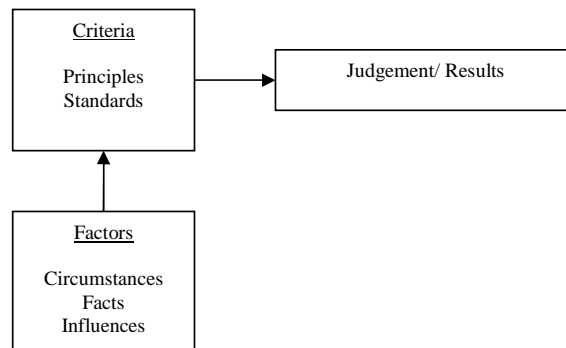 Criteria
Principles
Standards
Judgement/ Results
Factors
Circumstances
Facts
Influences